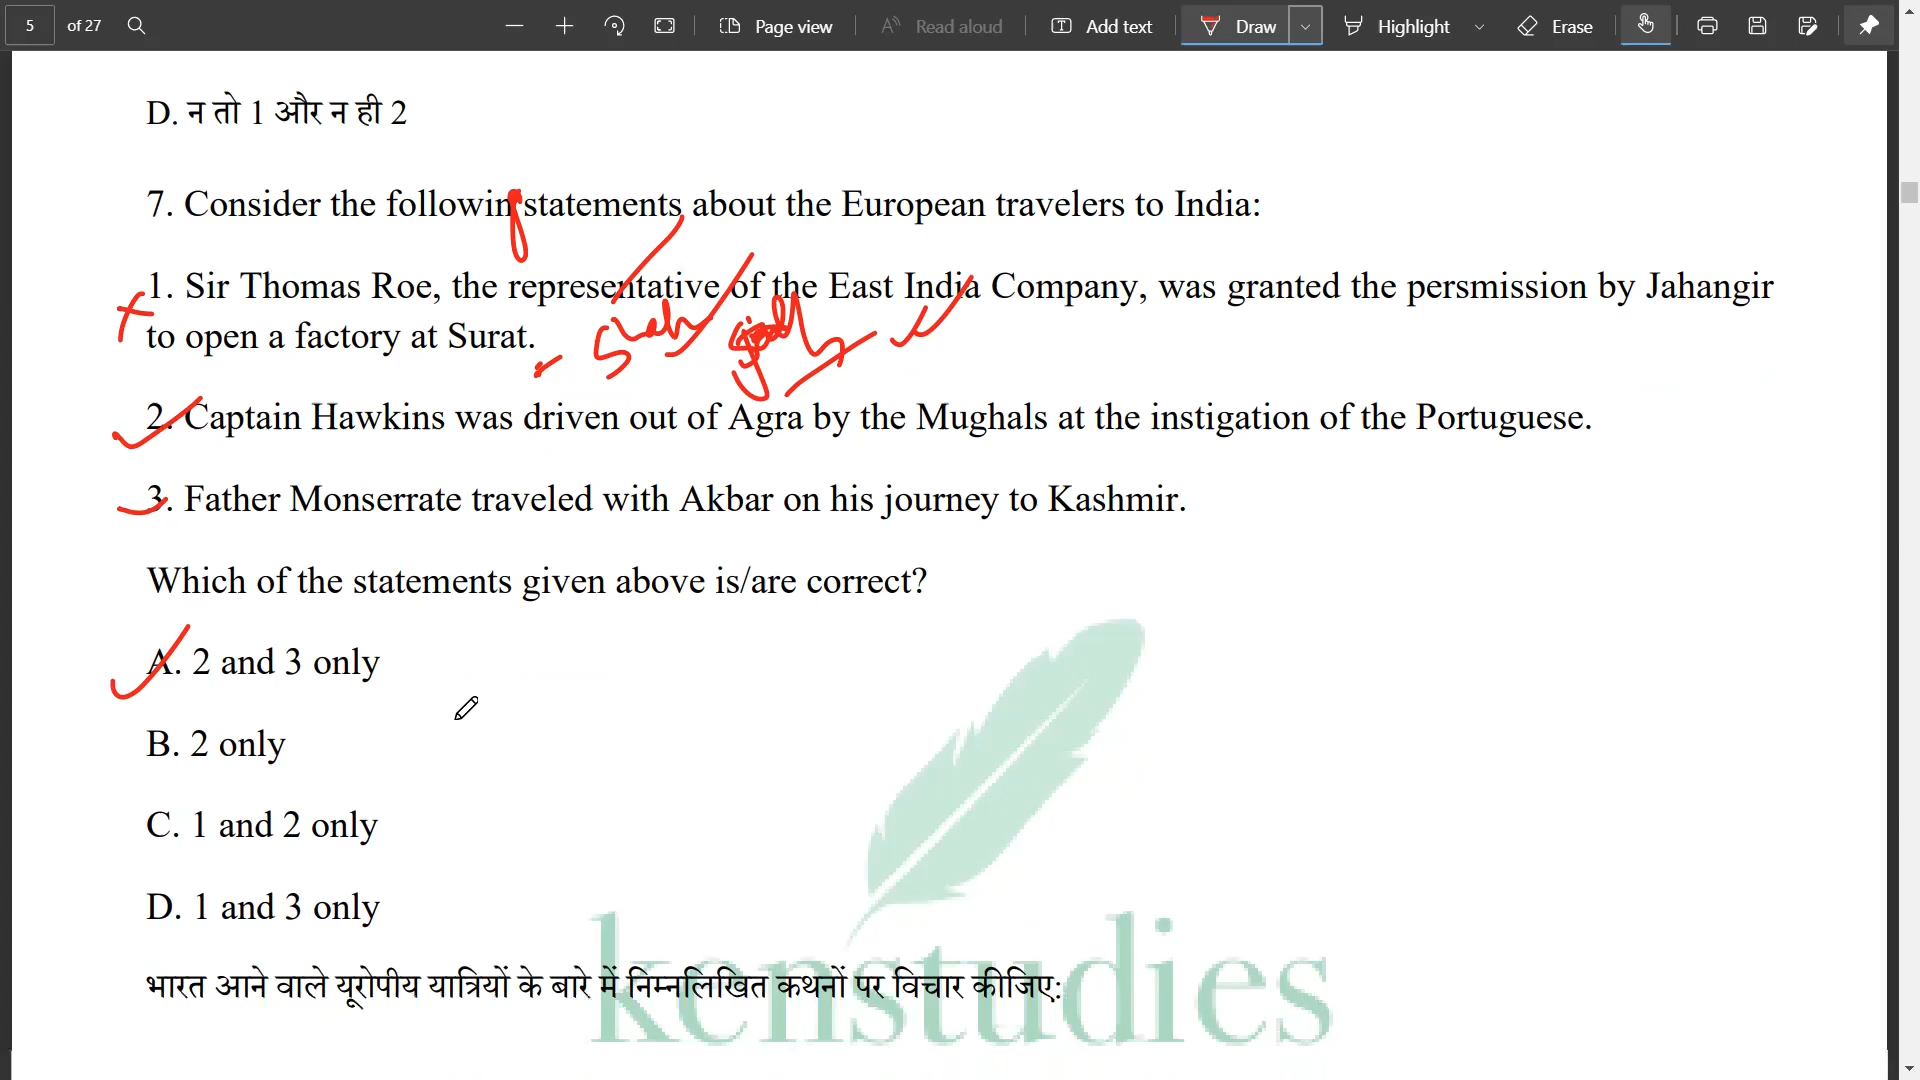 5 of 27 Page view Read aloud Add text Draw Highlight Erase
D. न तो 1 और न ही 2
7. Consider the following statements about the European travelers to India:
1. Sir Thomas Roe, the representative of the East India Company, was granted the persmission by Jahangir
to open a factory at Surat.
Shah
2. Captain Hawkins was driven out of Agra by the Mughals at the instigation of the Portuguese.
3. Father Monserrate traveled with Akbar on his journey to Kashmir.
Which of the statements given above is/are correct?
A. 2 and 3 only
B. 2 only
C. 1 and 2 only
D. 1 and 3 only
भारत आने वाले यूरोपीय यात्रियों के बारे में निम्नलिखित कथनों पर विचार कीजिए:
kenstudies